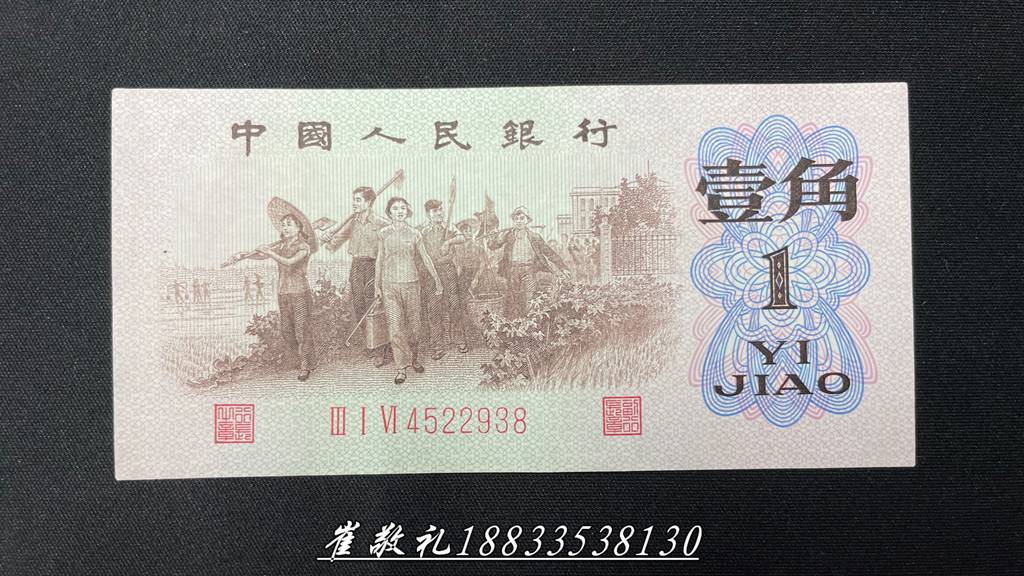 中國人民銀行
壹角
1
YI
JIAO
Ⅲ Ⅰ Ⅵ 4522938
崔敬礼18833538130